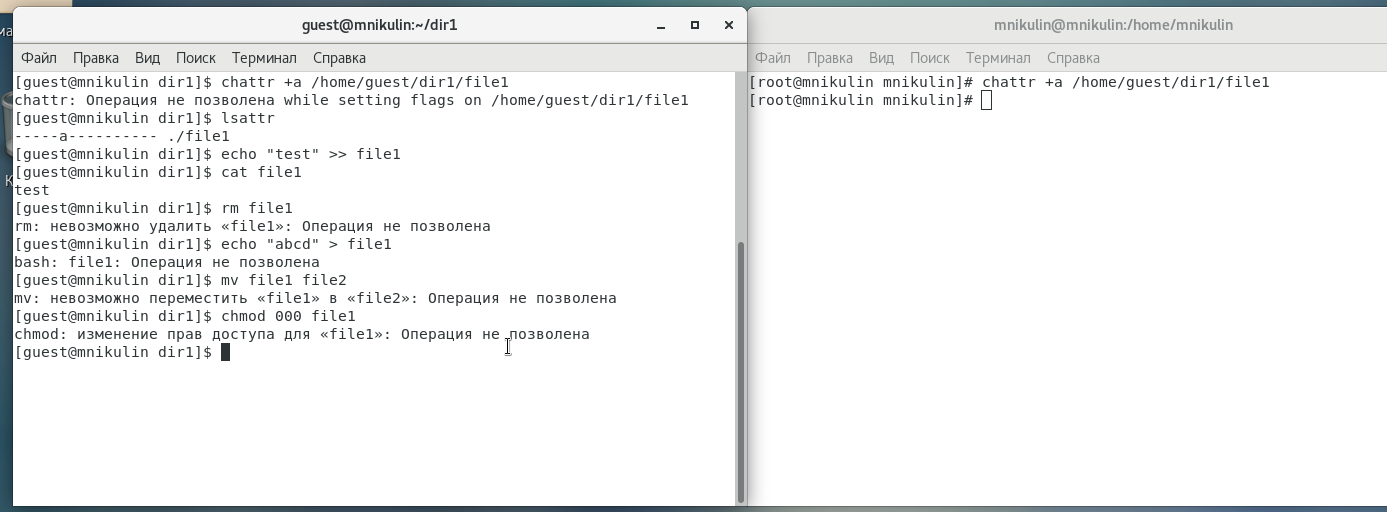 ма
К
guest@mnikulin:~/dir1
Файл Правка Вид Поиск Терминал Справка
[guest@mnikulin dir1]$ chattr +a /home/guest/dir1/file1
chattr: Операция не позволена while setting flags on /home/guest/dir1/file1
[guest@mnikulin dir1]$ lsattr
-----a---------- ./file1
[guest@mnikulin dir1]$ echo "test" >> file1
[guest@mnikulin dir1]$ cat file1
test
[guest@mnikulin dir1]$ rm file1
rm: невозможно удалить «file1»: Операция не позволена
[guest@mnikulin dir1]$ echo "abcd" > file1
bash: file1: Операция не позволена
[guest@mnikulin dir1]$ mv file1 file2
mv: невозможно переместить «file1» в «file2»: Операция не позволена
[guest@mnikulin dir1]$ chmod 000 file1
chmod: изменение прав доступа для «file1»: Операция не позволена
[guest@mnikulin dir1]$
mnikulin@mnikulin:/home/mnikulin
Файл Правка Вид Поиск Терминал Справка
[root@mnikulin mnikulin]# chattr +a /home/guest/dir1/file1
[root@mnikulin mnikulin]#